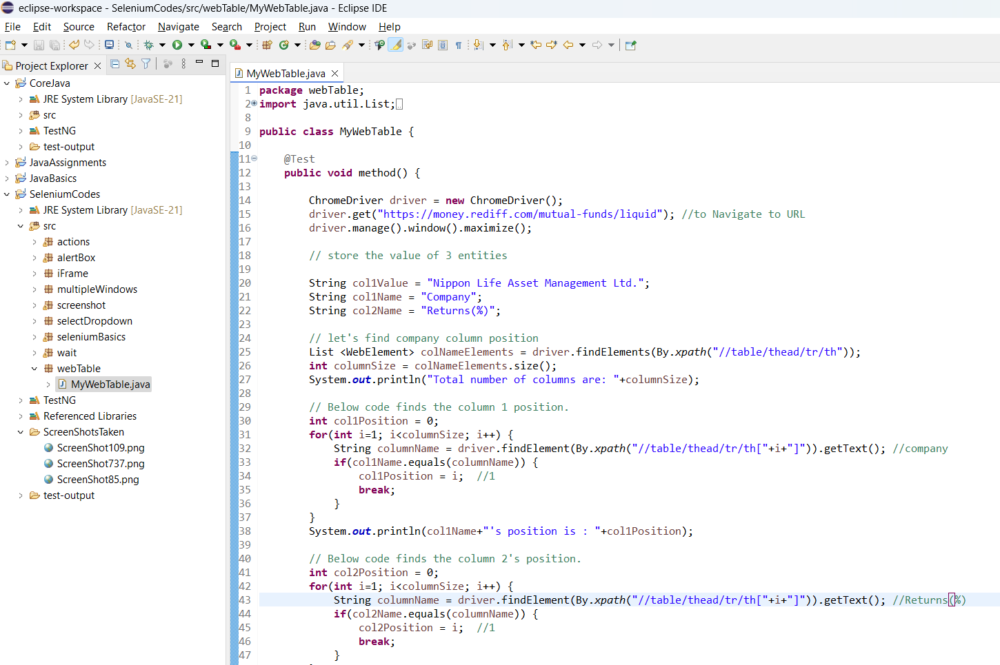 eclipse-workspace - SeleniumCodes/src/webTable/MyWebTable.java - Eclipse IDE
File Edit Source Refactor Navigate Search Project Run Window Help
Project Explorer
CoreJava
JRE System Library [JavaSE-21]
src
TestNG
test-output
JavaAssignments
JavaBasics
SeleniumCodes
JRE System Library [JavaSE-21]
src
actions
alertBox
iFrame
multipleWindows
screenshot
selectDropdown
seleniumBasics
wait
webTable
MyWebTable.java
TestNG
Referenced Libraries
ScreenShotsTaken
ScreenShot109.png
ScreenShot737.png
ScreenShot85.png
test-output
MyWebTable.java
1 package webTable;
2 import java.util.List;
8
9 public class MyWebTable {
10
11 @Test
12 public void method() {
13
14 ChromeDriver driver = new ChromeDriver();
15 driver.get("https://money.rediff.com/mutual-funds/liquid"); //to Navigate to URL
16 driver.manage().window().maximize();
17
18 // store the value of 3 entities
19
20 String col1Value = "Nippon Life Asset Management Ltd.";
21 String col1Name = "Company";
22 String col2Name = "Returns(%)";
23
24 // let's find company column position
25 List <WebElement> colNameElements = driver.findElements(By.xpath("//table/thead/tr/th"));
26 int columnSize = colNameElements.size();
27 System.out.println("Total number of columns are: "+columnSize);
28
29 // Below code finds the column 1 position.
30 int col1Position = 0;
31 for(int i=1; i<columnSize; i++) {
32 String columnName = driver.findElement(By.xpath("//table/thead/tr/th["+i+"]")).getText(); //company
33 if(col1Name.equals(columnName)) {
34 col1Position = i; //1
35 break;
36 }
37 }
38 System.out.println(col1Name+"'s position is : "+col1Position);
39
40 // Below code finds the column 2's position.
41 int col2Position = 0;
42 for(int i=1; i<columnSize; i++) {
43 String columnName = driver.findElement(By.xpath("//table/thead/tr/th["+i+"]")).getText(); //Returns(%)
44 if(col2Name.equals(columnName)) {
45 col2Position = i; //1
46 break;
47 }